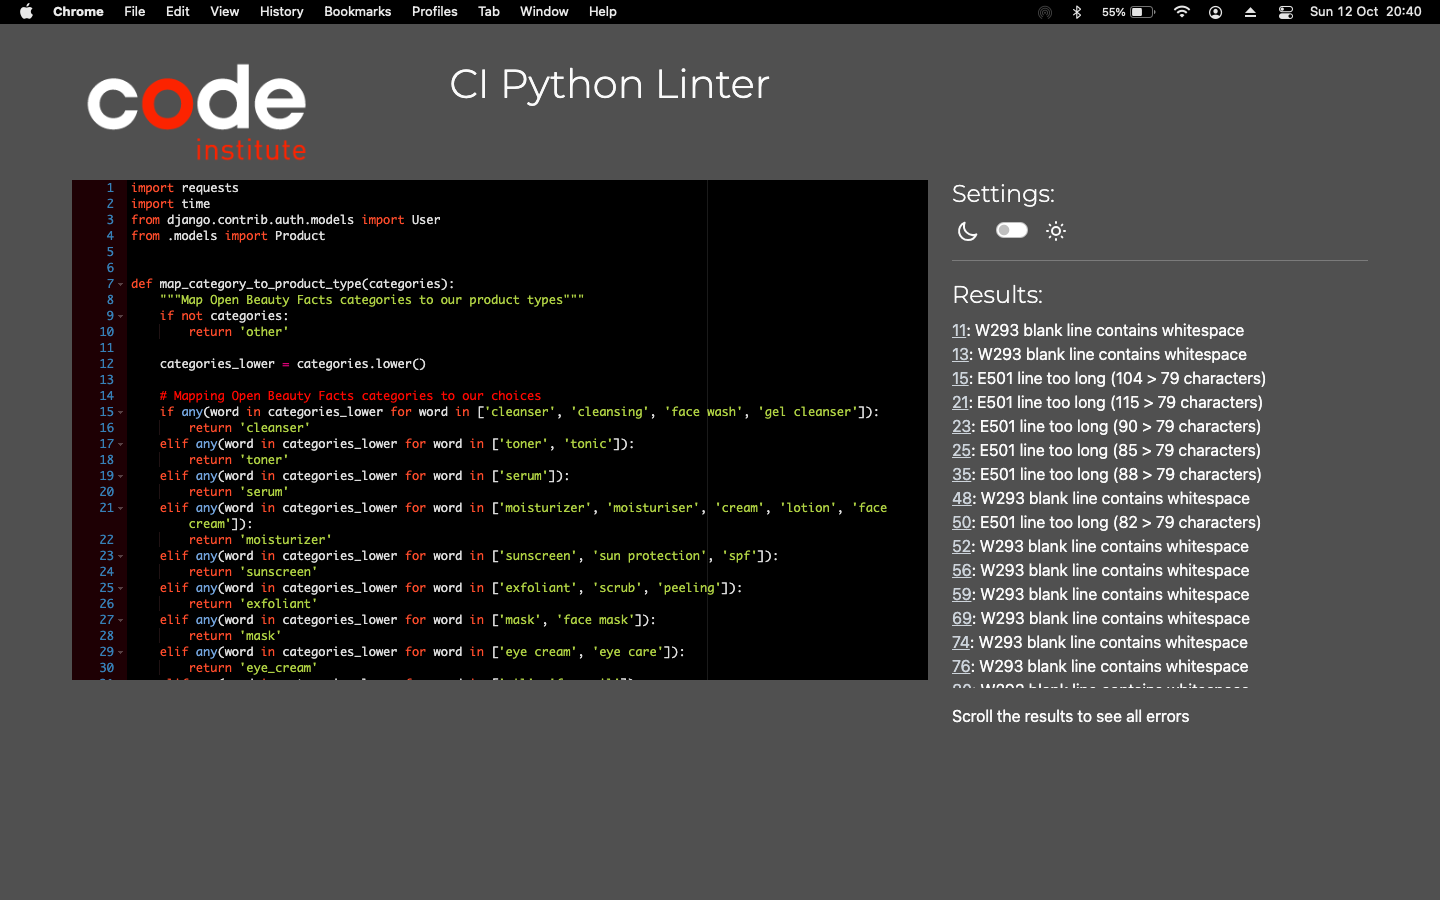 Chrome File Edit View History Bookmarks Profiles Tab Window Help 55% Sun 12 Oct 20:40
code
institute
CI Python Linter
1 import requests
2 import time
3 from django.contrib.auth.models import User
4 from .models import Product
5
6
7 def map_category_to_product_type(categories):
8 """Map Open Beauty Facts categories to our product types"""
9 if not categories:
10 return 'other'
11
12 categories_lower = categories.lower()
13
14 # Mapping Open Beauty Facts categories to our choices
15 if any(word in categories_lower for word in ['cleanser', 'cleansing', 'face wash', 'gel cleanser']):
16 return 'cleanser'
17 elif any(word in categories_lower for word in ['toner', 'tonic']):
18 return 'toner'
19 elif any(word in categories_lower for word in ['serum']):
20 return 'serum'
21 elif any(word in categories_lower for word in ['moisturizer', 'moisturiser', 'cream', 'lotion', 'face
cream']):
22 return 'moisturizer'
23 elif any(word in categories_lower for word in ['sunscreen', 'sun protection', 'spf']):
24 return 'sunscreen'
25 elif any(word in categories_lower for word in ['exfoliant', 'scrub', 'peeling']):
26 return 'exfoliant'
27 elif any(word in categories_lower for word in ['mask', 'face mask']):
28 return 'mask'
29 elif any(word in categories_lower for word in ['eye cream', 'eye care']):
30 return 'eye_cream'
Settings:
Results:
11: W293 blank line contains whitespace
13: W293 blank line contains whitespace
15: E501 line too long (104 > 79 characters)
21: E501 line too long (115 > 79 characters)
23: E501 line too long (90 > 79 characters)
25: E501 line too long (85 > 79 characters)
35: E501 line too long (88 > 79 characters)
48: W293 blank line contains whitespace
50: E501 line too long (82 > 79 characters)
52: W293 blank line contains whitespace
56: W293 blank line contains whitespace
59: W293 blank line contains whitespace
69: W293 blank line contains whitespace
74: W293 blank line contains whitespace
76: W293 blank line contains whitespace
Scroll the results to see all errors